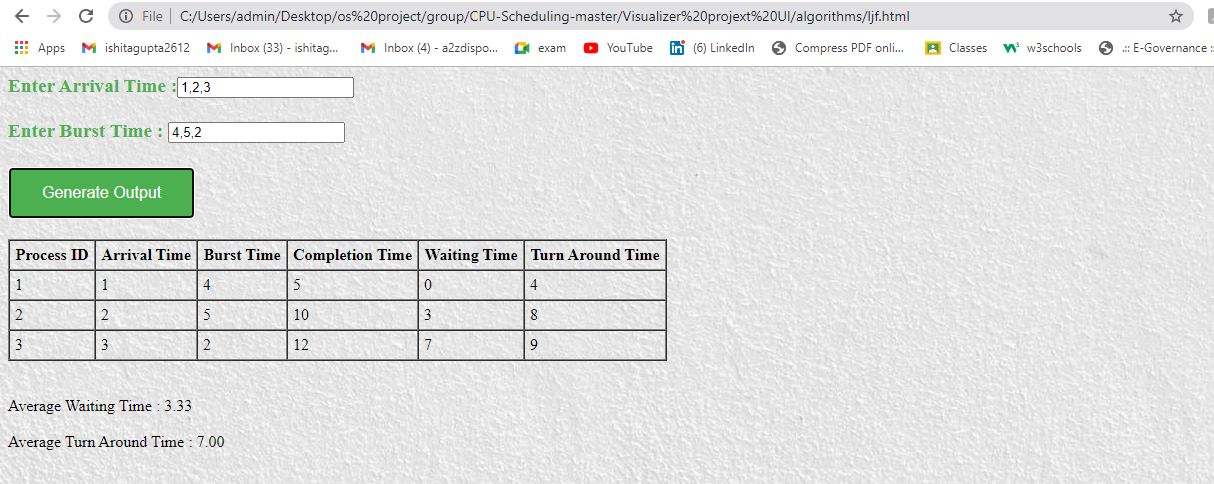 File | C:/Users/admin/Desktop/os%20project/group/CPU-Scheduling-master/Visualizer%20projext%20UI/algorithms/ljf.html
Apps ishitagupta2612 Inbox (33) - ishitag... Inbox (4) - a2zdispo... exam YouTube (6) LinkedIn Compress PDF onli... Classes w3schools .:: E-Governance :
Enter Arrival Time : 1,2,3
Enter Burst Time : 4,5,2
Generate Output
Process ID Arrival Time Burst Time Completion Time Waiting Time Turn Around Time
1 1 4 5 0 4
2 2 5 10 3 8
3 3 2 12 7 9
Average Waiting Time : 3.33
Average Turn Around Time : 7.00